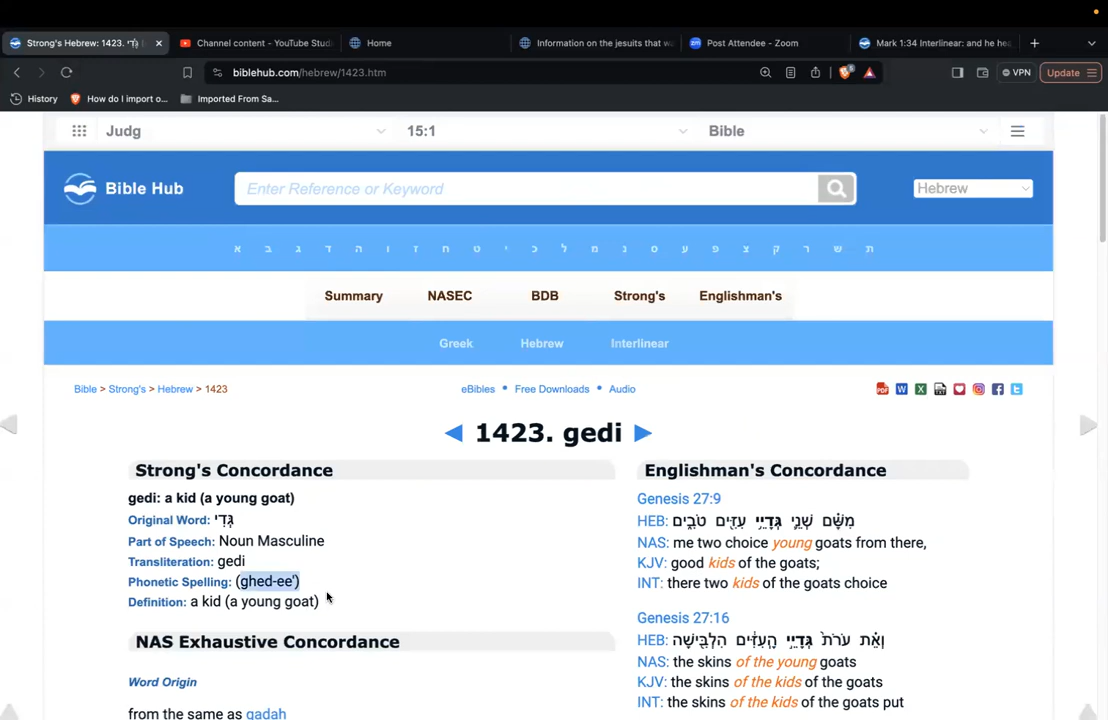 Strong's Hebrew: 1423. גְּדִי
Channel content - YouTube Studi
Home
Information on the jesuits that w
Post Attendee - Zoom
Mark 1:34 Interlinear: and he hea
biblehub.com/hebrew/1423.htm
VPN
Update
History
How do I import o...
Imported From Sa...
Judg
15:1
Bible
Bible Hub
Enter Reference or Keyword
Hebrew
א ב ג ד ה ו ז ח ט י כ ל מ נ ס ע פ צ ק ר ש ת
Summary NASEC BDB Strong's Englishman's
Greek Hebrew Interlinear
Bible > Strong's > Hebrew > 1423
eBibles • Free Downloads • Audio
◄ 1423. gedi ►
Strong's Concordance
gedi: a kid (a young goat)
Original Word: גְּדִי
Part of Speech: Noun Masculine
Transliteration: gedi
Phonetic Spelling: (ghed-ee')
Definition: a kid (a young goat)
NAS Exhaustive Concordance
Word Origin
from the same as gadah
Englishman's Concordance
Genesis 27:9
HEB: מִשָּׁ֗ם שְׁנֵ֛י גְּדָיֵ֥י עִזִּ֖ים טֹבִ֑ים
NAS: me two choice young goats from there,
KJV: good kids of the goats;
INT: there two kids of the goats choice
Genesis 27:16
HEB: וְאֵ֗ת עֹרֹת֙ גְּדָיֵ֣י הָֽעִזִּ֔ים הִלְבִּ֖ישָׁה
NAS: the skins of the young goats
KJV: the skins of the kids of the goats
INT: the skins of the kids of the goats put